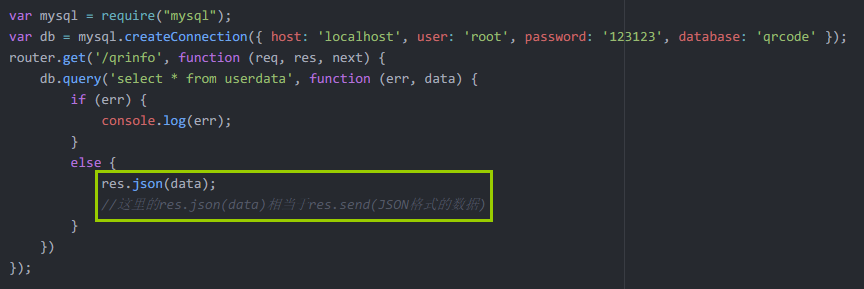 var mysql = require("mysql");
var db = mysql.createConnection({ host: 'localhost', user: 'root', password: '123123', database: 'qrcode' });
router.get('/qrinfo', function (req, res, next) {
    db.query('select * from userdata', function (err, data) {
        if (err) {
            console.log(err);
        }
        else {
            res.json(data);
            //这里的res.json(data)相当于res.send(JSON格式的数据)
        }
    })
});